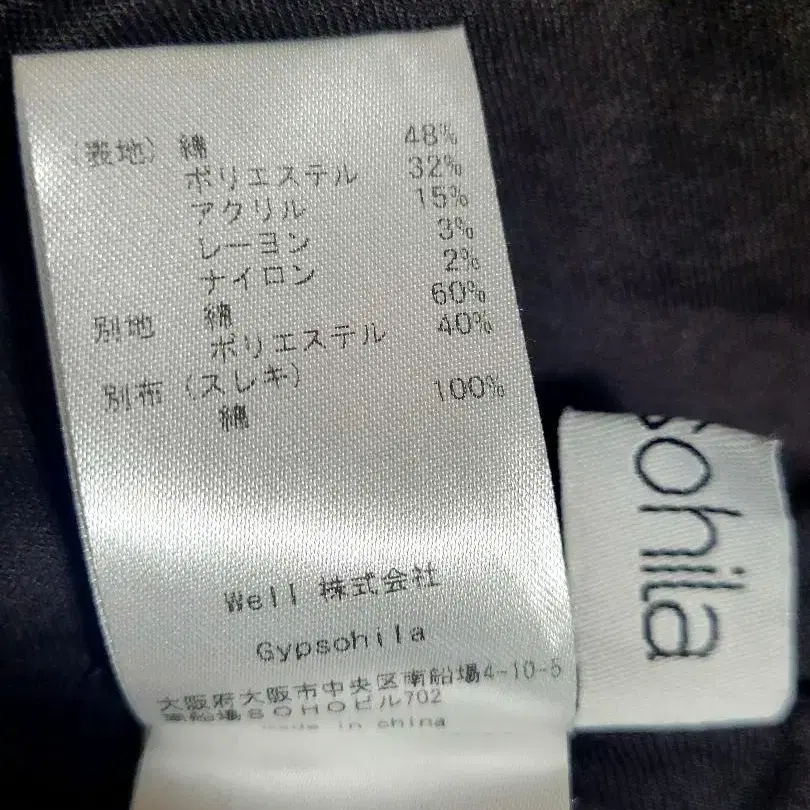 (表地) 綿 48%
ポリエステル 32%
アクリル 15%
レーヨン 3%
ナイロン 2%
別地 綿 60%
ポリエステル 40%
別布 (スレキ)
綿 100%
Well 株式会社
Gypsohila
大阪府大阪市中央区南船場4-10-5
南船場SOHOビル702
made in china
sohila